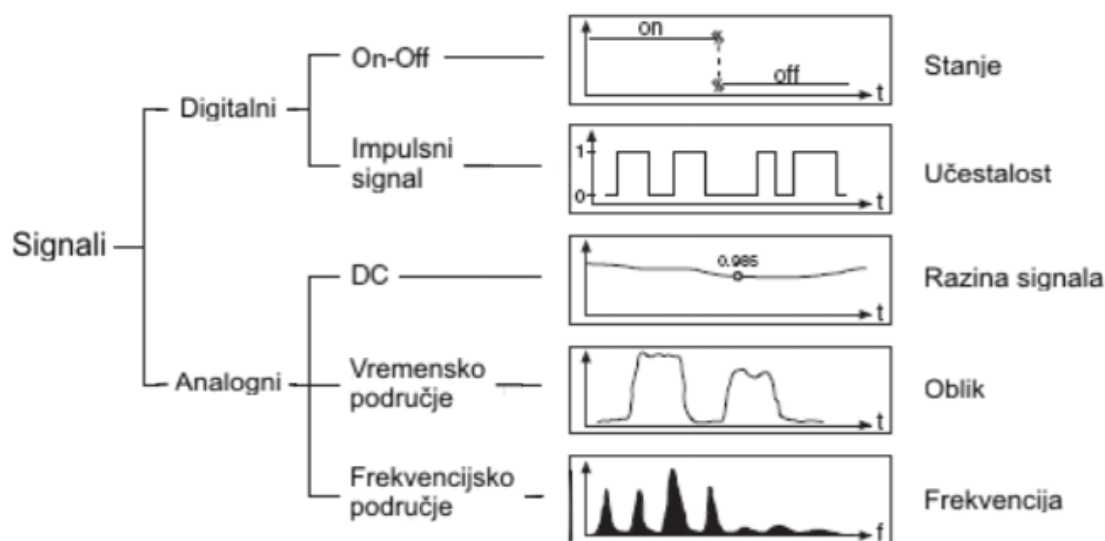 on
On-Off
off
Stanje
t
Digitalni
Impulsni
signal
1
0
Učestalost
t
Signali
0.985
DC
Razina signala
t
Analogni
Vremensko
područje
Oblik
t
Frekvencijsko
područje
Frekvencija
f